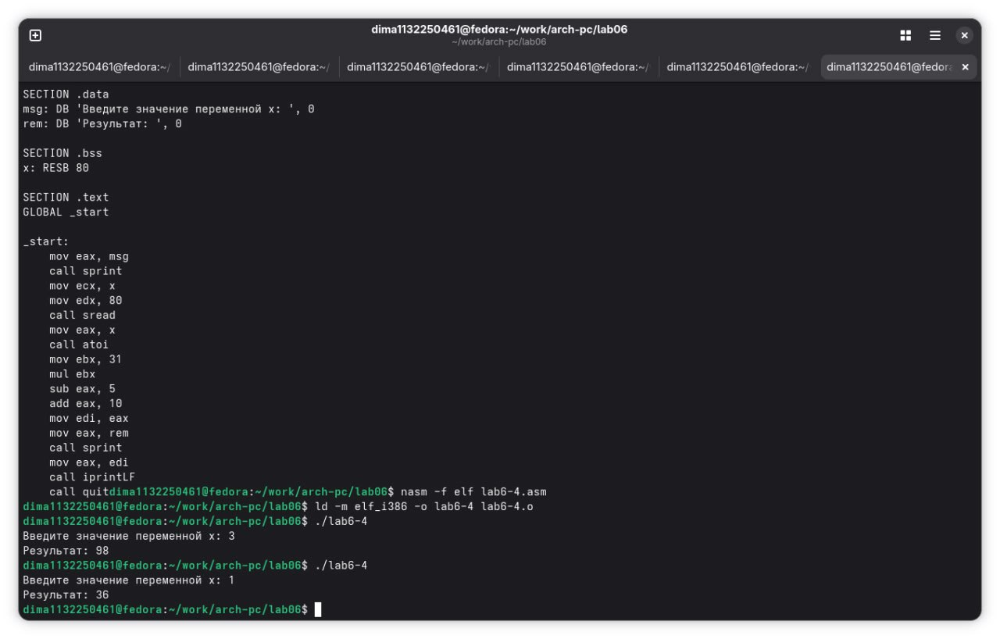 dima1132250461@fedora:~/work/arch-pc/lab06
~/work/arch-pc/lab06
dima1132250461@fedora:~/ dima1132250461@fedora:~/ dima1132250461@fedora:~/ dima1132250461@fedora:~/ dima1132250461@fedora:~/ dima1132250461@fedora
SECTION .data
msg: DB 'Введите значение переменной x: ', 0
rem: DB 'Результат: ', 0
SECTION .bss
x: RESB 80
SECTION .text
GLOBAL _start
_start:
    mov eax, msg
    call sprint
    mov ecx, x
    mov edx, 80
    call sread
    mov eax, x
    call atoi
    mov ebx, 31
    mul ebx
    sub eax, 5
    add eax, 10
    mov edi, eax
    mov eax, rem
    call sprint
    mov eax, edi
    call iprintLF
    call quitdima1132250461@fedora:~/work/arch-pc/lab06$ nasm -f elf lab6-4.asm
dima1132250461@fedora:~/work/arch-pc/lab06$ ld -m elf_i386 -o lab6-4 lab6-4.o
dima1132250461@fedora:~/work/arch-pc/lab06$ ./lab6-4
Введите значение переменной x: 3
Результат: 98
dima1132250461@fedora:~/work/arch-pc/lab06$ ./lab6-4
Введите значение переменной x: 1
Результат: 36
dima1132250461@fedora:~/work/arch-pc/lab06$